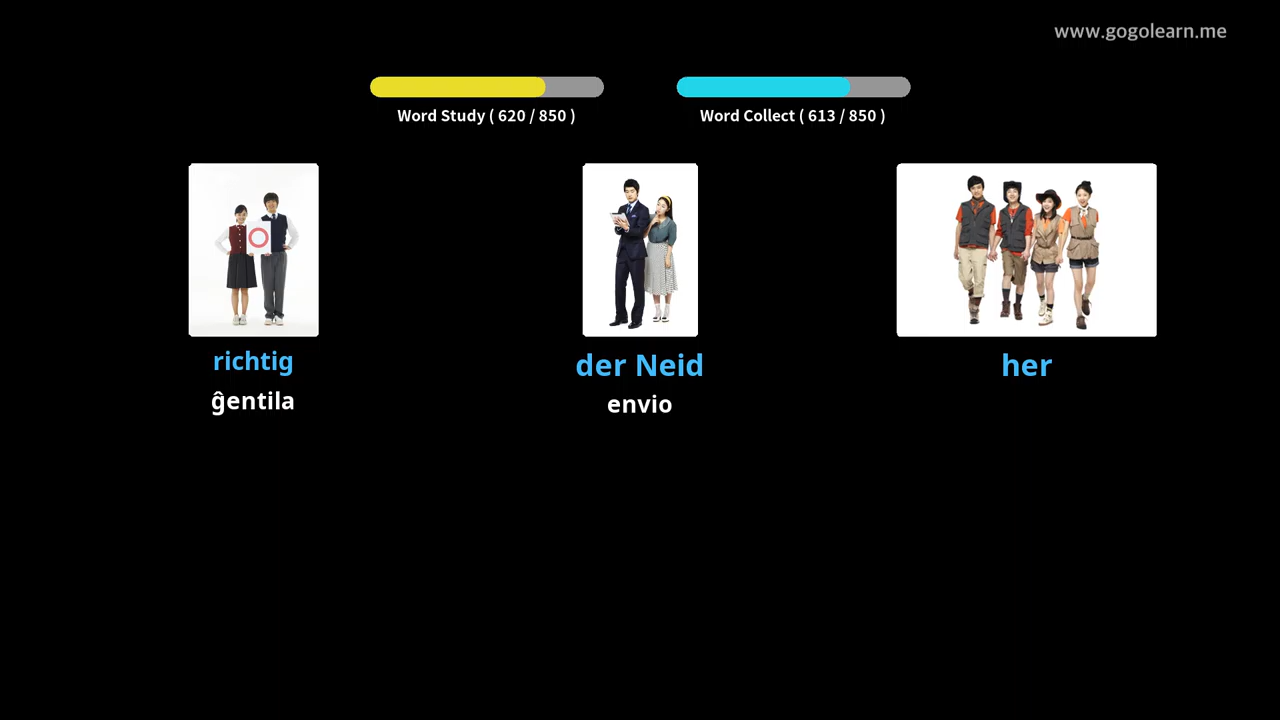 www.gogolearn.me
Word Study ( 620 / 850 )
Word Collect ( 613 / 850 )
richtig
ĝentila
der Neid
envio
her